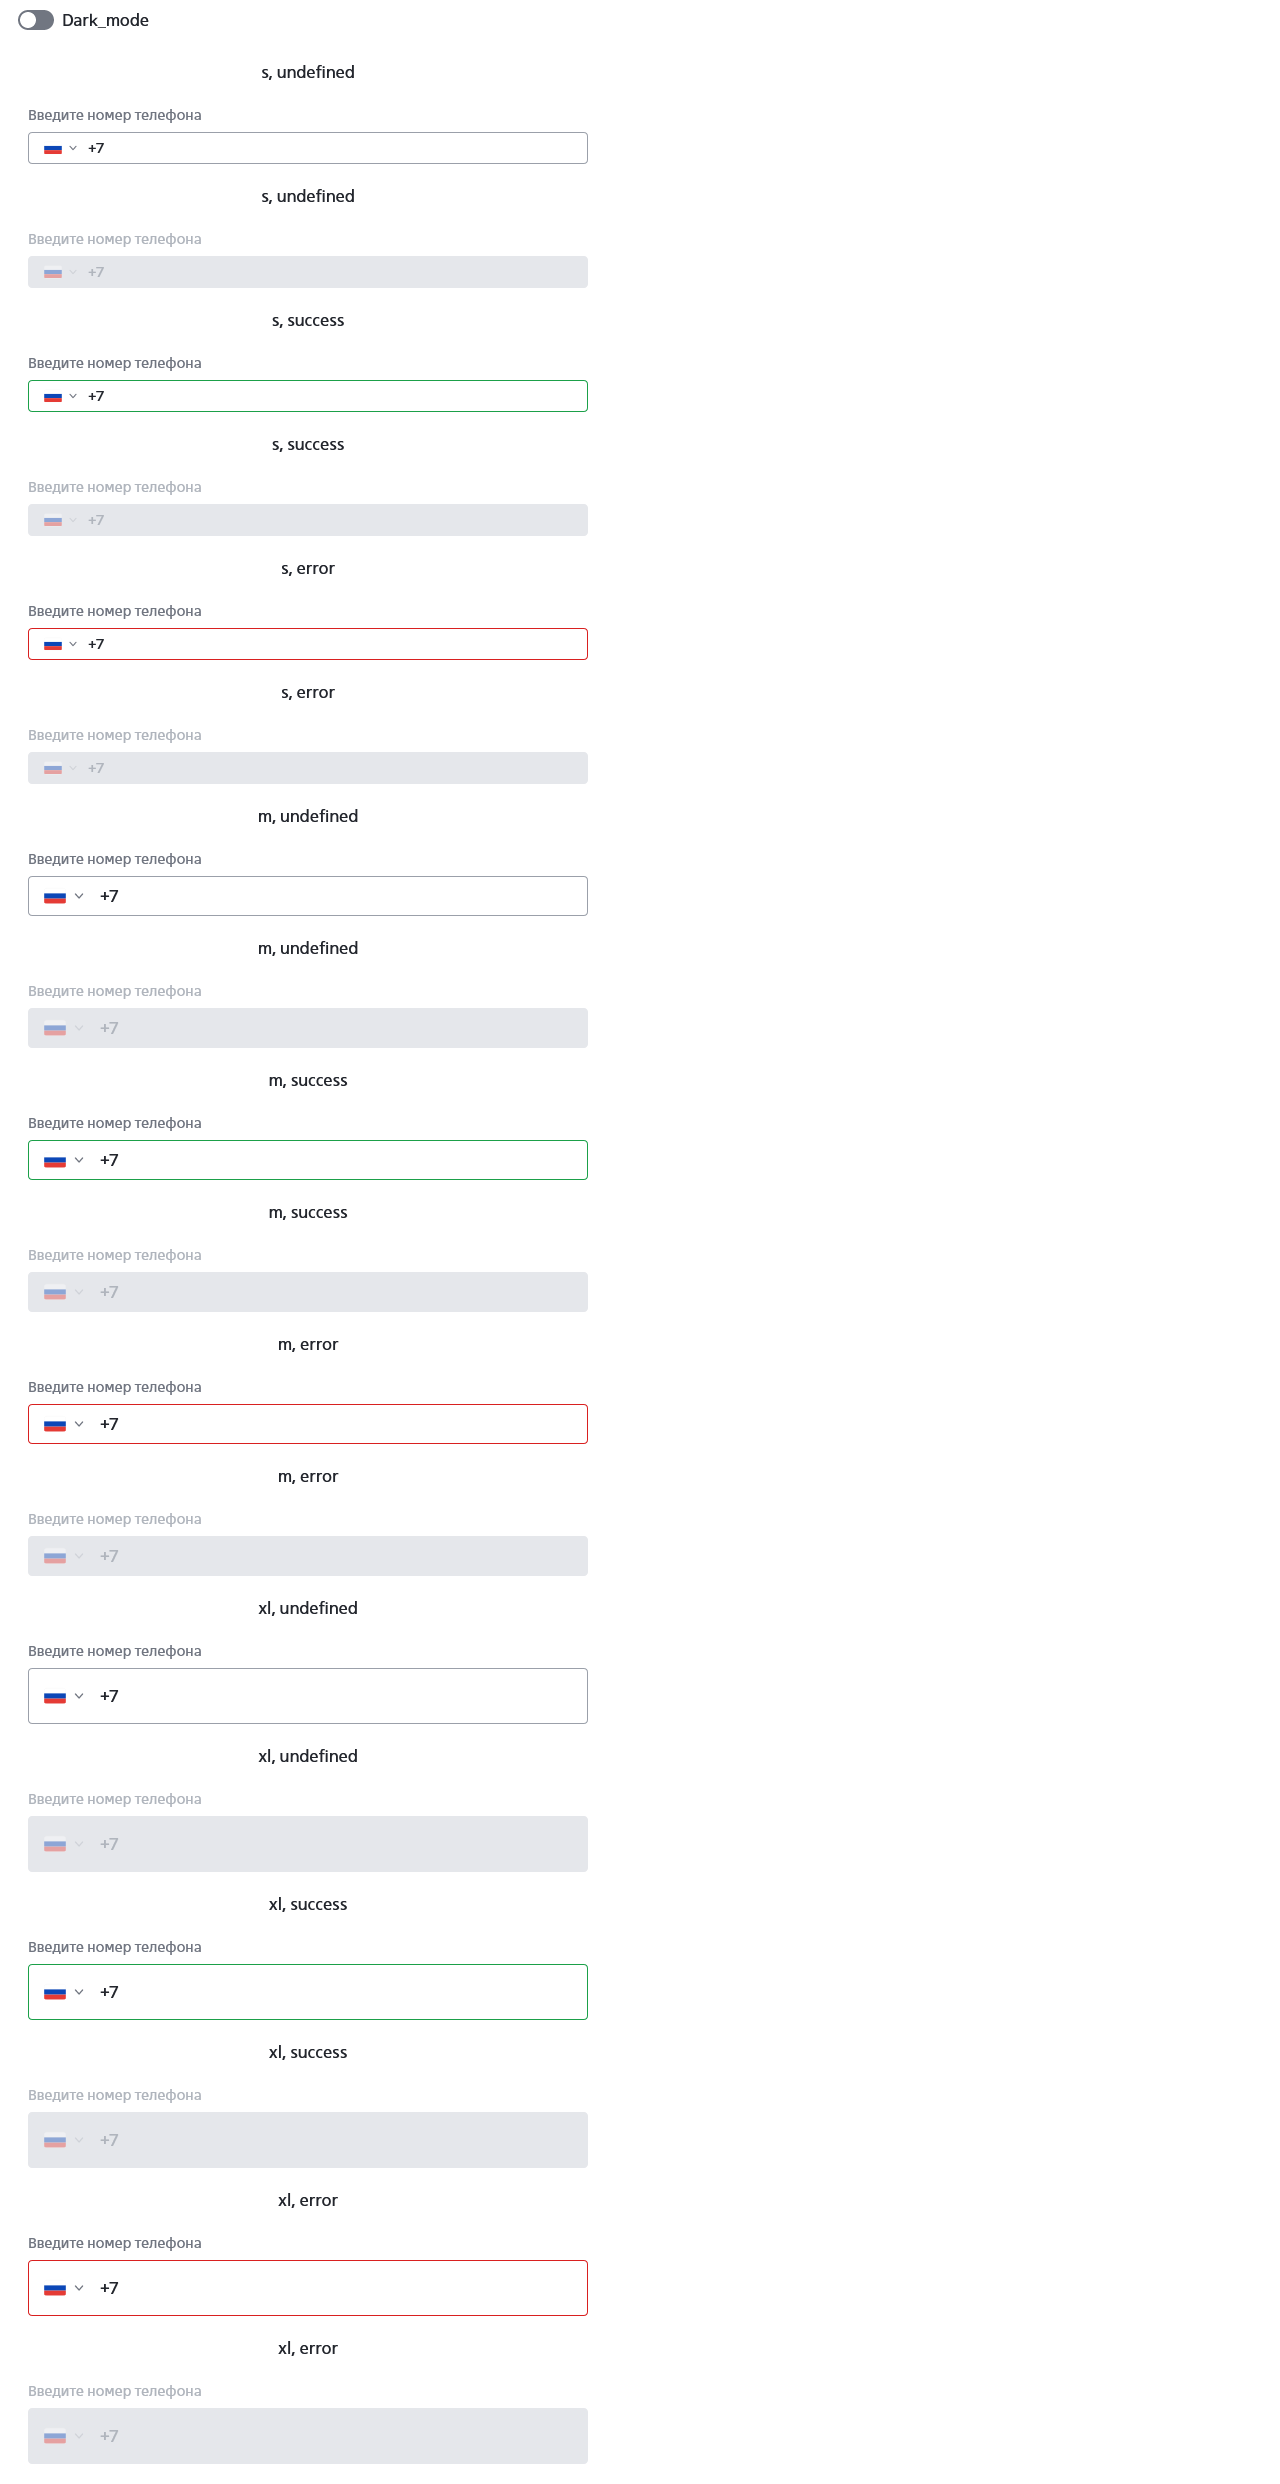 Dark_mode
s, undefined
Введите номер телефона
+7
s, undefined
Введите номер телефона
+7
s, success
Введите номер телефона
+7
s, success
Введите номер телефона
+7
s, error
Введите номер телефона
+7
s, error
Введите номер телефона
+7
m, undefined
Введите номер телефона
+7
m, undefined
Введите номер телефона
+7
m, success
Введите номер телефона
+7
m, success
Введите номер телефона
+7
m, error
Введите номер телефона
+7
m, error
Введите номер телефона
+7
xl, undefined
Введите номер телефона
+7
xl, undefined
Введите номер телефона
+7
xl, success
Введите номер телефона
+7
xl, success
Введите номер телефона
+7
xl, error
Введите номер телефона
+7
xl, error
Введите номер телефона
+7